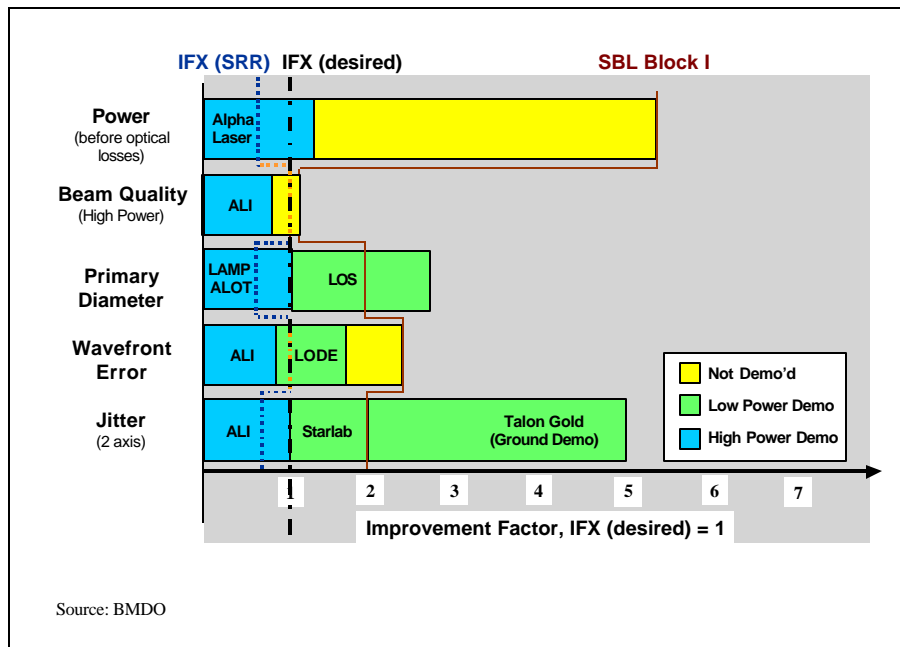 IFX (SRR) IFX (desired) SBL Block I
Power
(before optical
losses)
Alpha
Laser
Beam Quality
(High Power)
ALI
Primary
Diameter
LAMP
ALOT
LOS
Wavefront
Error
ALI
LODE
Jitter
(2 axis)
ALI
Starlab
Talon Gold
(Ground Demo)
Not Demo'd
Low Power Demo
High Power Demo
1 2 3 4 5 6 7
Improvement Factor, IFX (desired) = 1
Source: BMDO